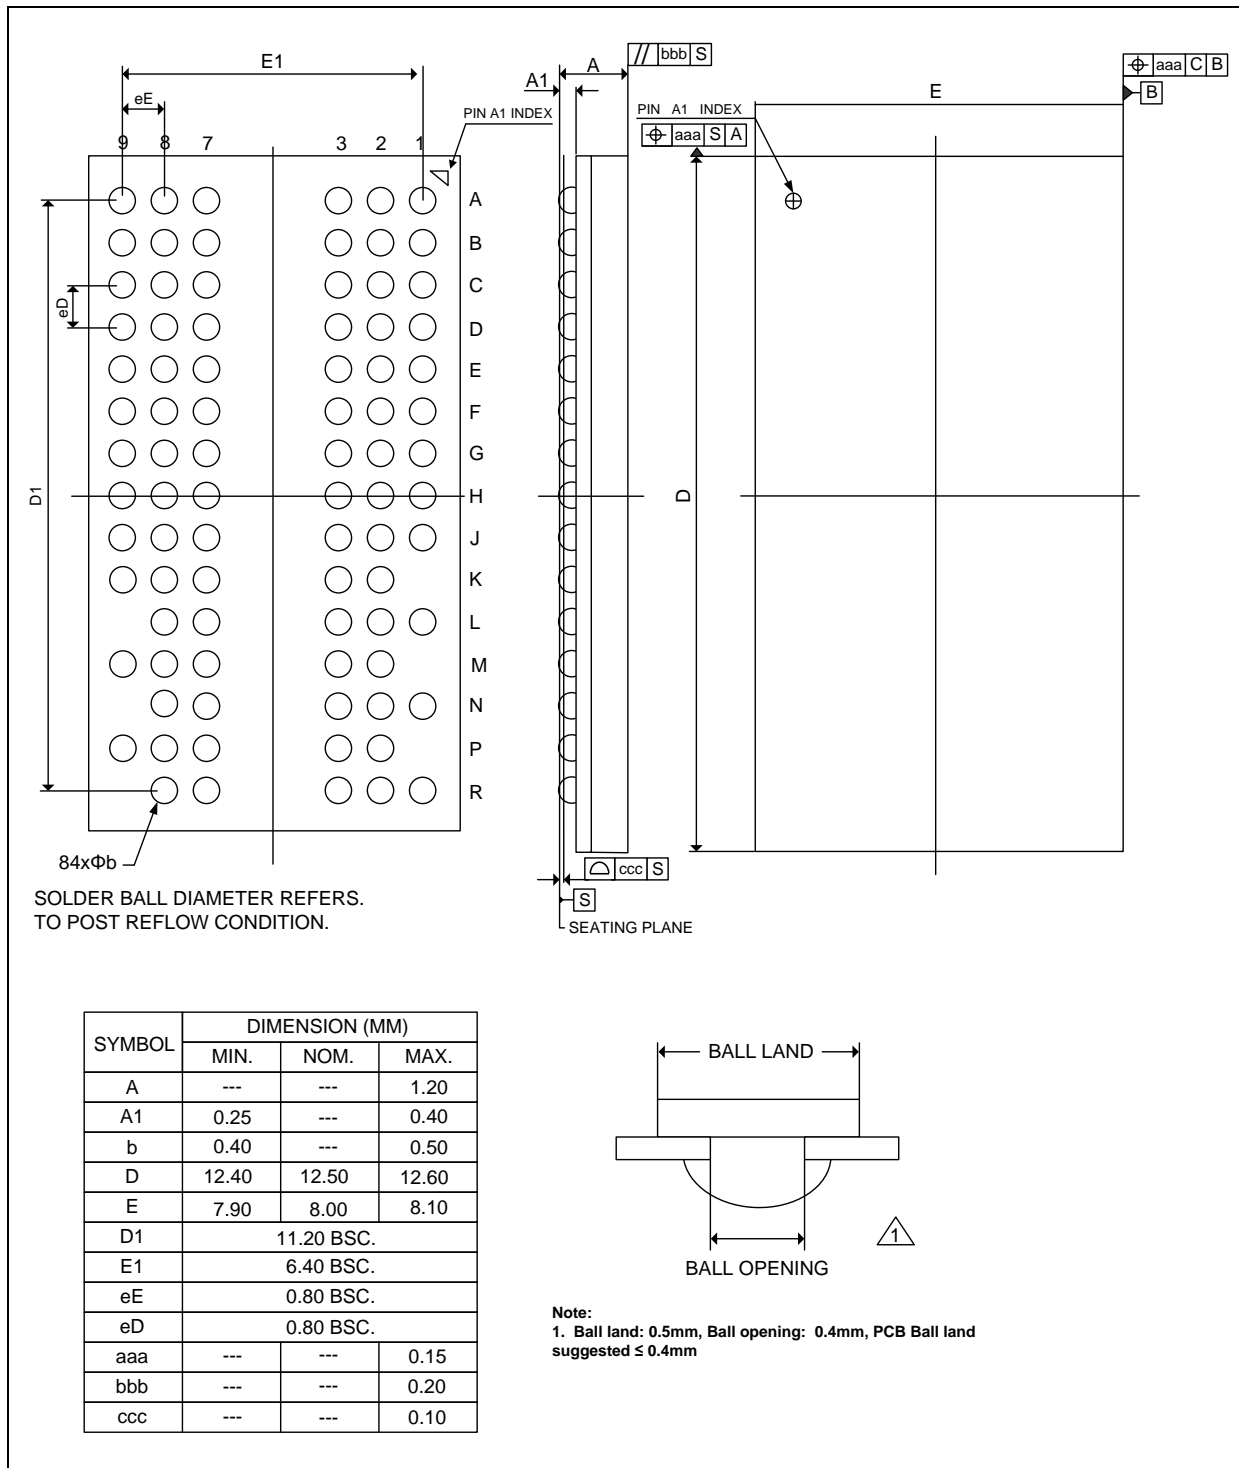 E1
eE
9 8 7 3 2 1
PIN A1 INDEX
A
B
C
D
E
F
G
H
J
K
L
M
N
P
R
eD
D1
84xΦb
SOLDER BALL DIAMETER REFERS.
TO POST REFLOW CONDITION.
// bbb S
A
A1
ccc S
S
SEATING PLANE
aaa C B
B
E
PIN A1 INDEX
aaa S A
D
SYMBOL DIMENSION (MM)
MIN. NOM. MAX.
A --- --- 1.20
A1 0.25 --- 0.40
b 0.40 --- 0.50
D 12.40 12.50 12.60
E 7.90 8.00 8.10
D1 11.20 BSC.
E1 6.40 BSC.
eE 0.80 BSC.
eD 0.80 BSC.
aaa --- --- 0.15
bbb --- --- 0.20
ccc --- --- 0.10
BALL LAND
1
BALL OPENING
Note:
1. Ball land: 0.5mm, Ball opening: 0.4mm, PCB Ball land
suggested ≤ 0.4mm